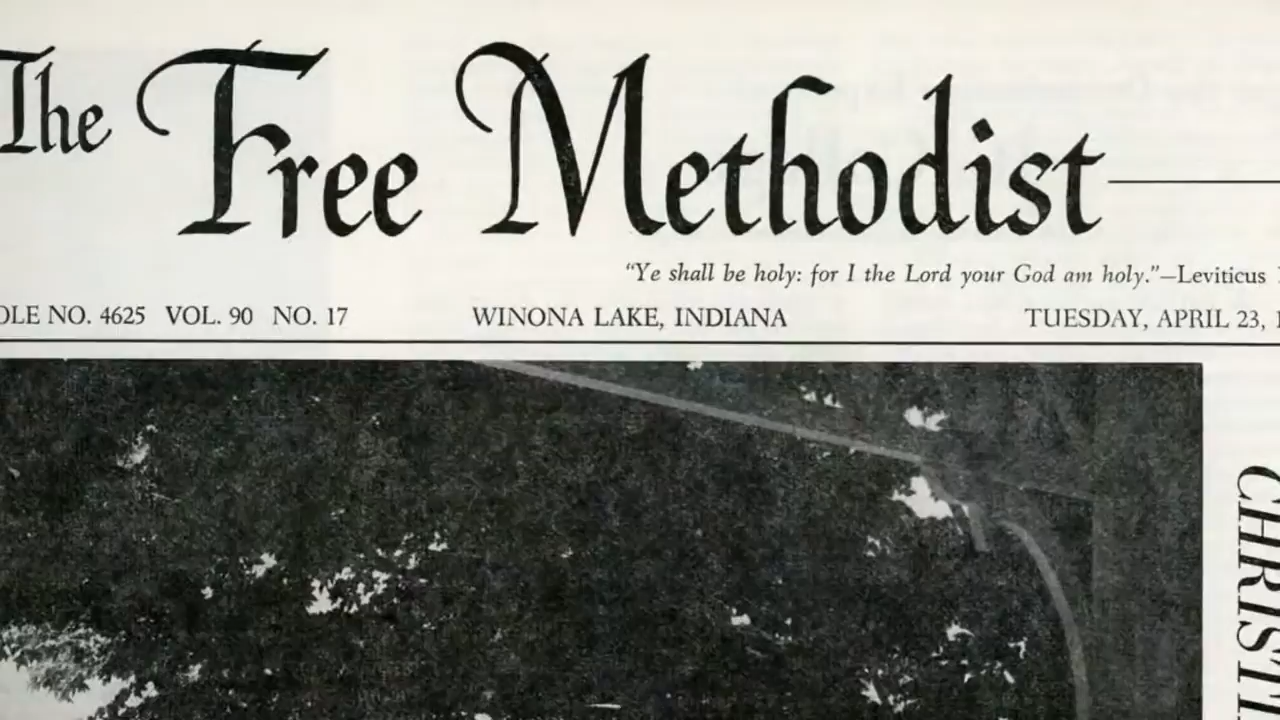 The Free Methodist
"Ye shall be holy: for I the Lord your God am holy."—Leviticus
OLE NO. 4625 VOL. 90 NO. 17
WINONA LAKE, INDIANA
TUESDAY, APRIL 23,